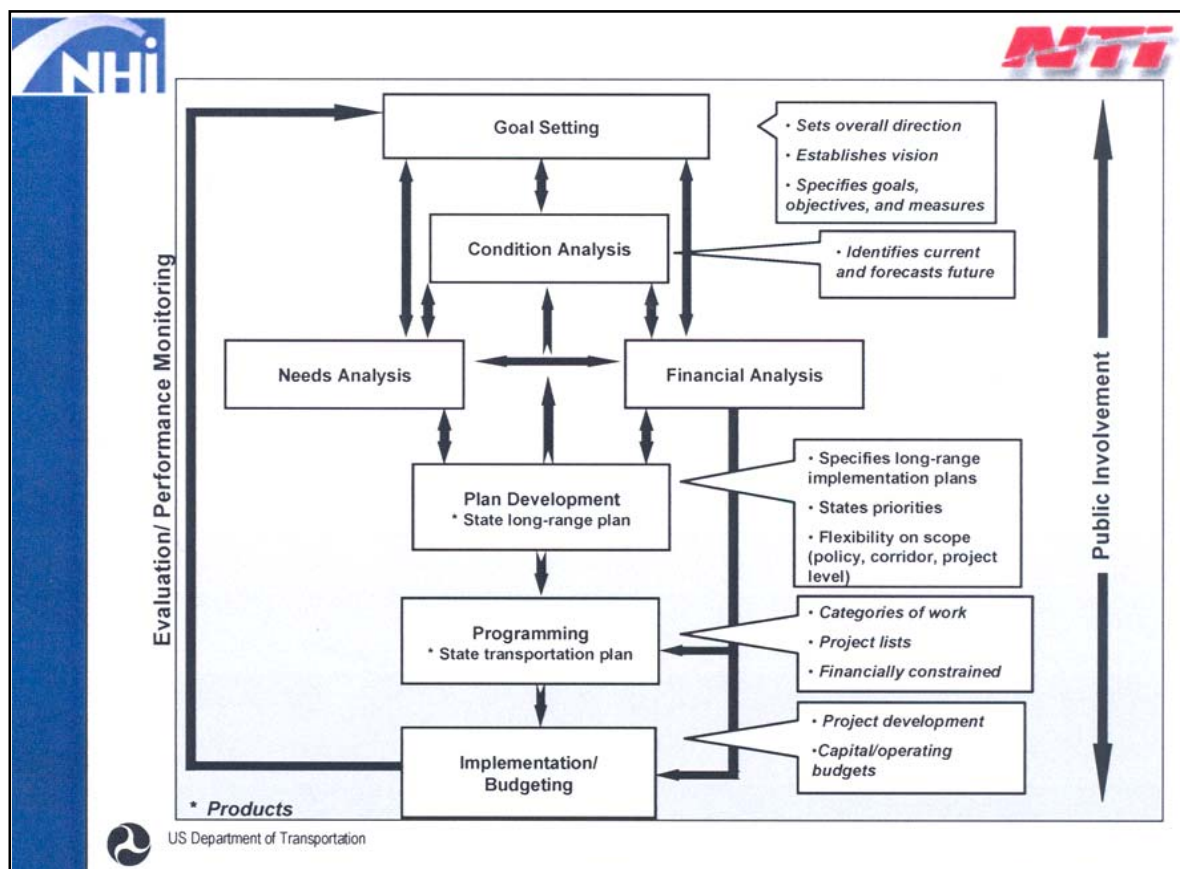 NHI
NTI
Goal Setting
• Sets overall direction
• Establishes vision
• Specifies goals,
objectives, and measures
Condition Analysis
• Identifies current
and forecasts future
Evaluation/ Performance Monitoring
Needs Analysis
Financial Analysis
Public Involvement
Plan Development
* State long-range plan
• Specifies long-range
implementation plans
• States priorities
• Flexibility on scope
(policy, corridor, project
level)
Programming
* State transportation plan
• Categories of work
• Project lists
• Financially constrained
Implementation/
Budgeting
• Project development
•Capital/operating
budgets
* Products
US Department of Transportation